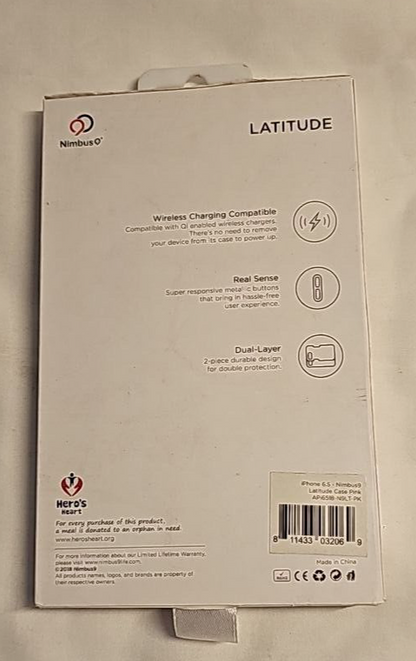 Nimbus9
LATITUDE
Wireless Charging Compatible
Compatible with Qi enabled wireless chargers.
There's no need to remove
your device from its case to power up.
Real Sense
Super responsive metallic buttons
that bring in hassle-free
user experience.
Dual-Layer
2-piece durable design
for double protection.
Hero's
Heart
For every purchase of this product,
a meal is donated to an orphan in need.
www.herosheart.org
For more information about our Limited Lifetime Warranty,
please visit www.nimbus9life.com.
©2018 Nimbus9
All products names, logos, and brands are property of
their respective owners.
iPhone 6.5 - Nimbus9
Latitude Case Pink
8 11433 03206 9
Made in China
RoHS CE